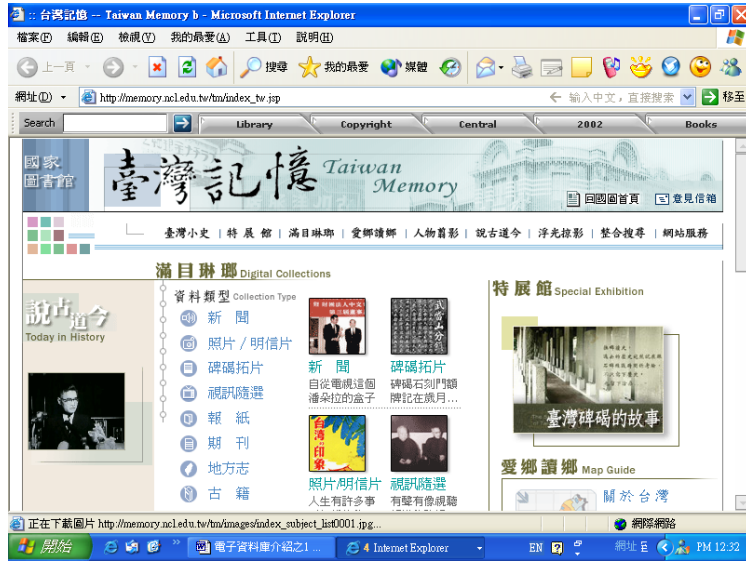 :: 台灣記憶 -- Taiwan Memory b - Microsoft Internet Explorer
檔案(F) 編輯(E) 檢視(V) 我的最愛(A) 工具(T) 說明(H)
上一頁 搜尋 我的最愛 媒體
網址(D) http://memory.ncl.edu.tw/tm/index_tw.jsp 输入中文，直接搜索 移至
Search Library Copyright Central 2002 Books
國家
圖書館
臺灣記憶 Taiwan
Memory
回國圖首頁 意見信箱
臺灣小史 | 特 展 館 | 滿目琳瑯 | 愛鄉讀鄉 | 人物翦影 | 說古道今 | 浮光掠影 | 整合搜尋 | 網站服務
滿目琳瑯 Digital Collections
資料類型 Collection Type
新 聞
照片 / 明信片
碑碣拓片
視訊隨選
報 紙
期 刊
地方志
古 籍
新 聞
自從電視這個
潘朵拉的盒子
碑碣拓片
碑碣石刻門額
牌記在歲月...
台灣の印象
照片/明信片
人生有許多事
視訊隨選
有聲有像視聽
說古道今
Today in History
特展館 Special Exhibition
臺灣碑碣的故事
愛鄉讀鄉 Map Guide
關於台灣
正在下載圖片 http://memory.ncl.edu.tw/tm/images/index_subject_list0001.jpg...
網際網路
開始 電子資料庫介紹之1 ... 4 Internet Explorer EN 網址 PM 12:32